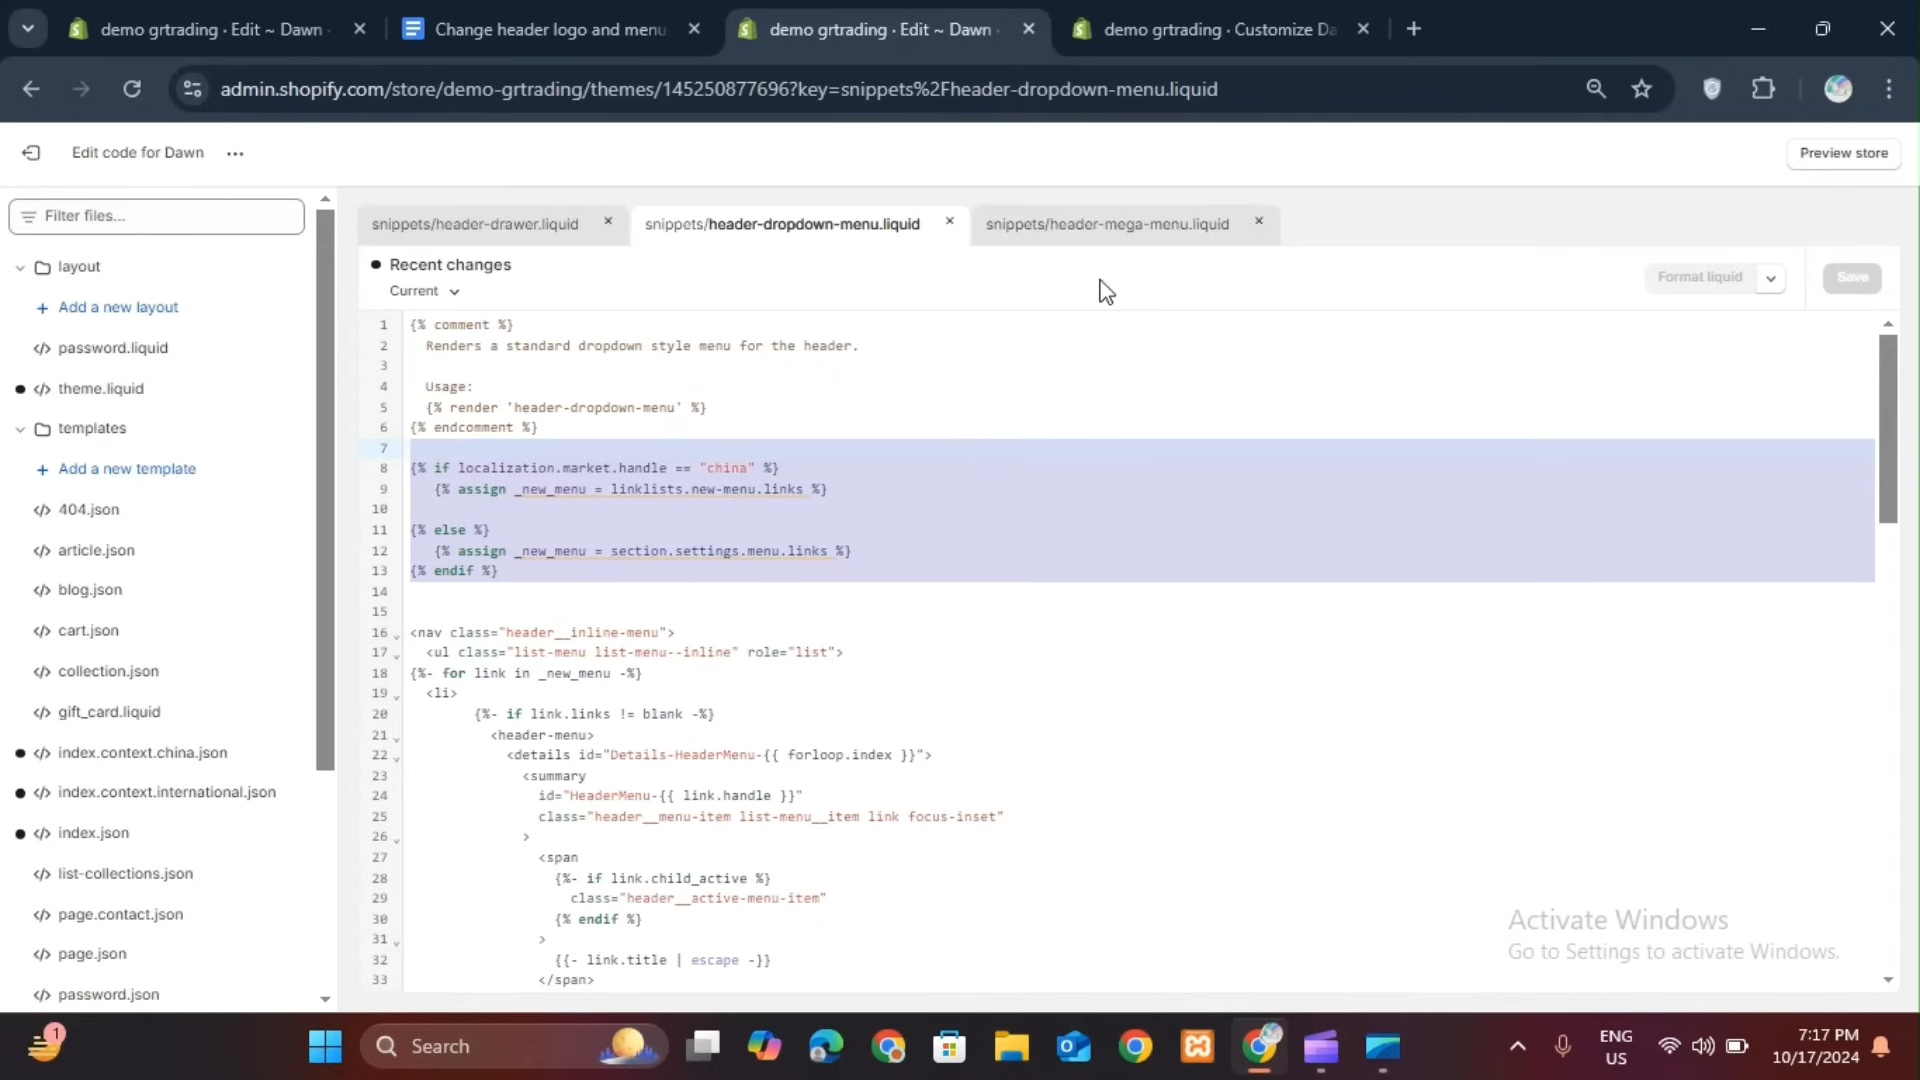 demo grtrading · Edit ~ Dawn ·
Change header logo and menu
demo grtrading · Edit ~ Dawn ·
demo grtrading · Customize Da
admin.shopify.com/store/demo-grtrading/themes/145250877696?key=snippets%2Fheader-dropdown-menu.liquid
Edit code for Dawn
...
Preview store
Filter files...
layout
Add a new layout
password.liquid
theme.liquid
templates
Add a new template
404.json
article.json
blog.json
cart.json
collection.json
gift_card.liquid
index.context.china.json
index.context.international.json
index.json
list-collections.json
page.contact.json
page.json
password.json
snippets/header-drawer.liquid
snippets/header-dropdown-menu.liquid
snippets/header-mega-menu.liquid
Recent changes
Current
Format liquid
Save
1 {% comment %}
2 Renders a standard dropdown style menu for the header.
3
4 Usage:
5 {% render 'header-dropdown-menu' %}
6 {% endcomment %}
7
8 {% if localization.market.handle == "china" %}
9 {% assign _new_menu = linklists.new-menu.links %}
10
11 {% else %}
12 {% assign _new_menu = section.settings.menu.links %}
13 {% endif %}
14
15
16 <nav class="header__inline-menu">
17 <ul class="list-menu list-menu--inline" role="list">
18 {%- for link in _new_menu -%}
19 <li>
20 {%- if link.links != blank -%}
21 <header-menu>
22 <details id="Details-HeaderMenu-{{ forloop.index }}">
23 <summary
24 id="HeaderMenu-{{ link.handle }}"
25 class="header__menu-item list-menu__item link focus-inset"
26 >
27 <span
28 {%- if link.child_active %}
29 class="header__active-menu-item"
30 {% endif %}
31 >
32 {{- link.title | escape -}}
33 </span>
Activate Windows
Go to Settings to activate Windows.
1
Search
ENG
US
7:17 PM
10/17/2024